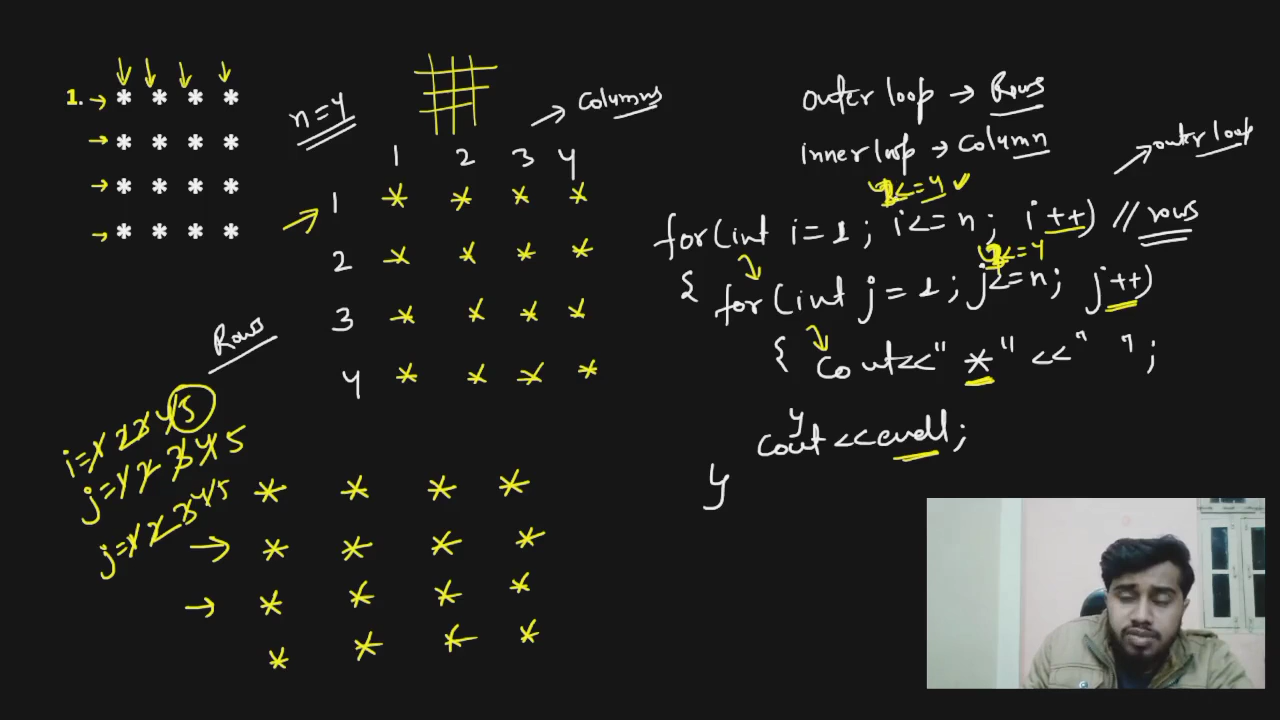 1. * * * *
* * * *
* * * *
* * * *
n=4
→ Columns
1 2 3 4
1 * * * *
2 * * * *
3 * * * *
4 * * * *
Rows
i=1 2 3 4 5
j=1 2 3 4 5
j=1 2 3 4 5
* * * *
→ * * * *
→ * * * *
* * * *
outer loop → Rows
inner loop → Column
outer loop
<=4 ✓
for(int i=1; i<=n; i++) // rows
<=4
{ for(int j=1; j<=n; j++)
{ cout<<"*"<<" ";
}
cout<<endl;
}